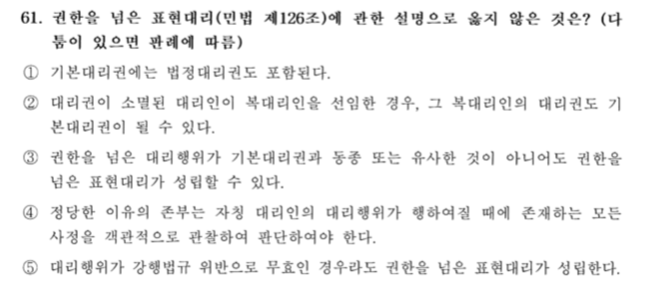 61. 권한을 넘은 표현대리(민법 제126조)에 관한 설명으로 옳지 않은 것은? (다
툼이 있으면 판례에 따름)
① 기본대리권에는 법정대리권도 포함된다.
② 대리권이 소멸된 대리인이 복대리인을 선임한 경우, 그 복대리인의 대리권도 기
본대리권이 될 수 있다.
③ 권한을 넘은 대리행위가 기본대리권과 동종 또는 유사한 것이 아니어도 권한을
넘은 표현대리가 성립할 수 있다.
④ 정당한 이유의 존부는 자칭 대리인의 대리행위가 행하여질 때에 존재하는 모든
사정을 객관적으로 관찰하여 판단하여야 한다.
⑤ 대리행위가 강행법규 위반으로 무효인 경우라도 권한을 넘은 표현대리가 성립한다.